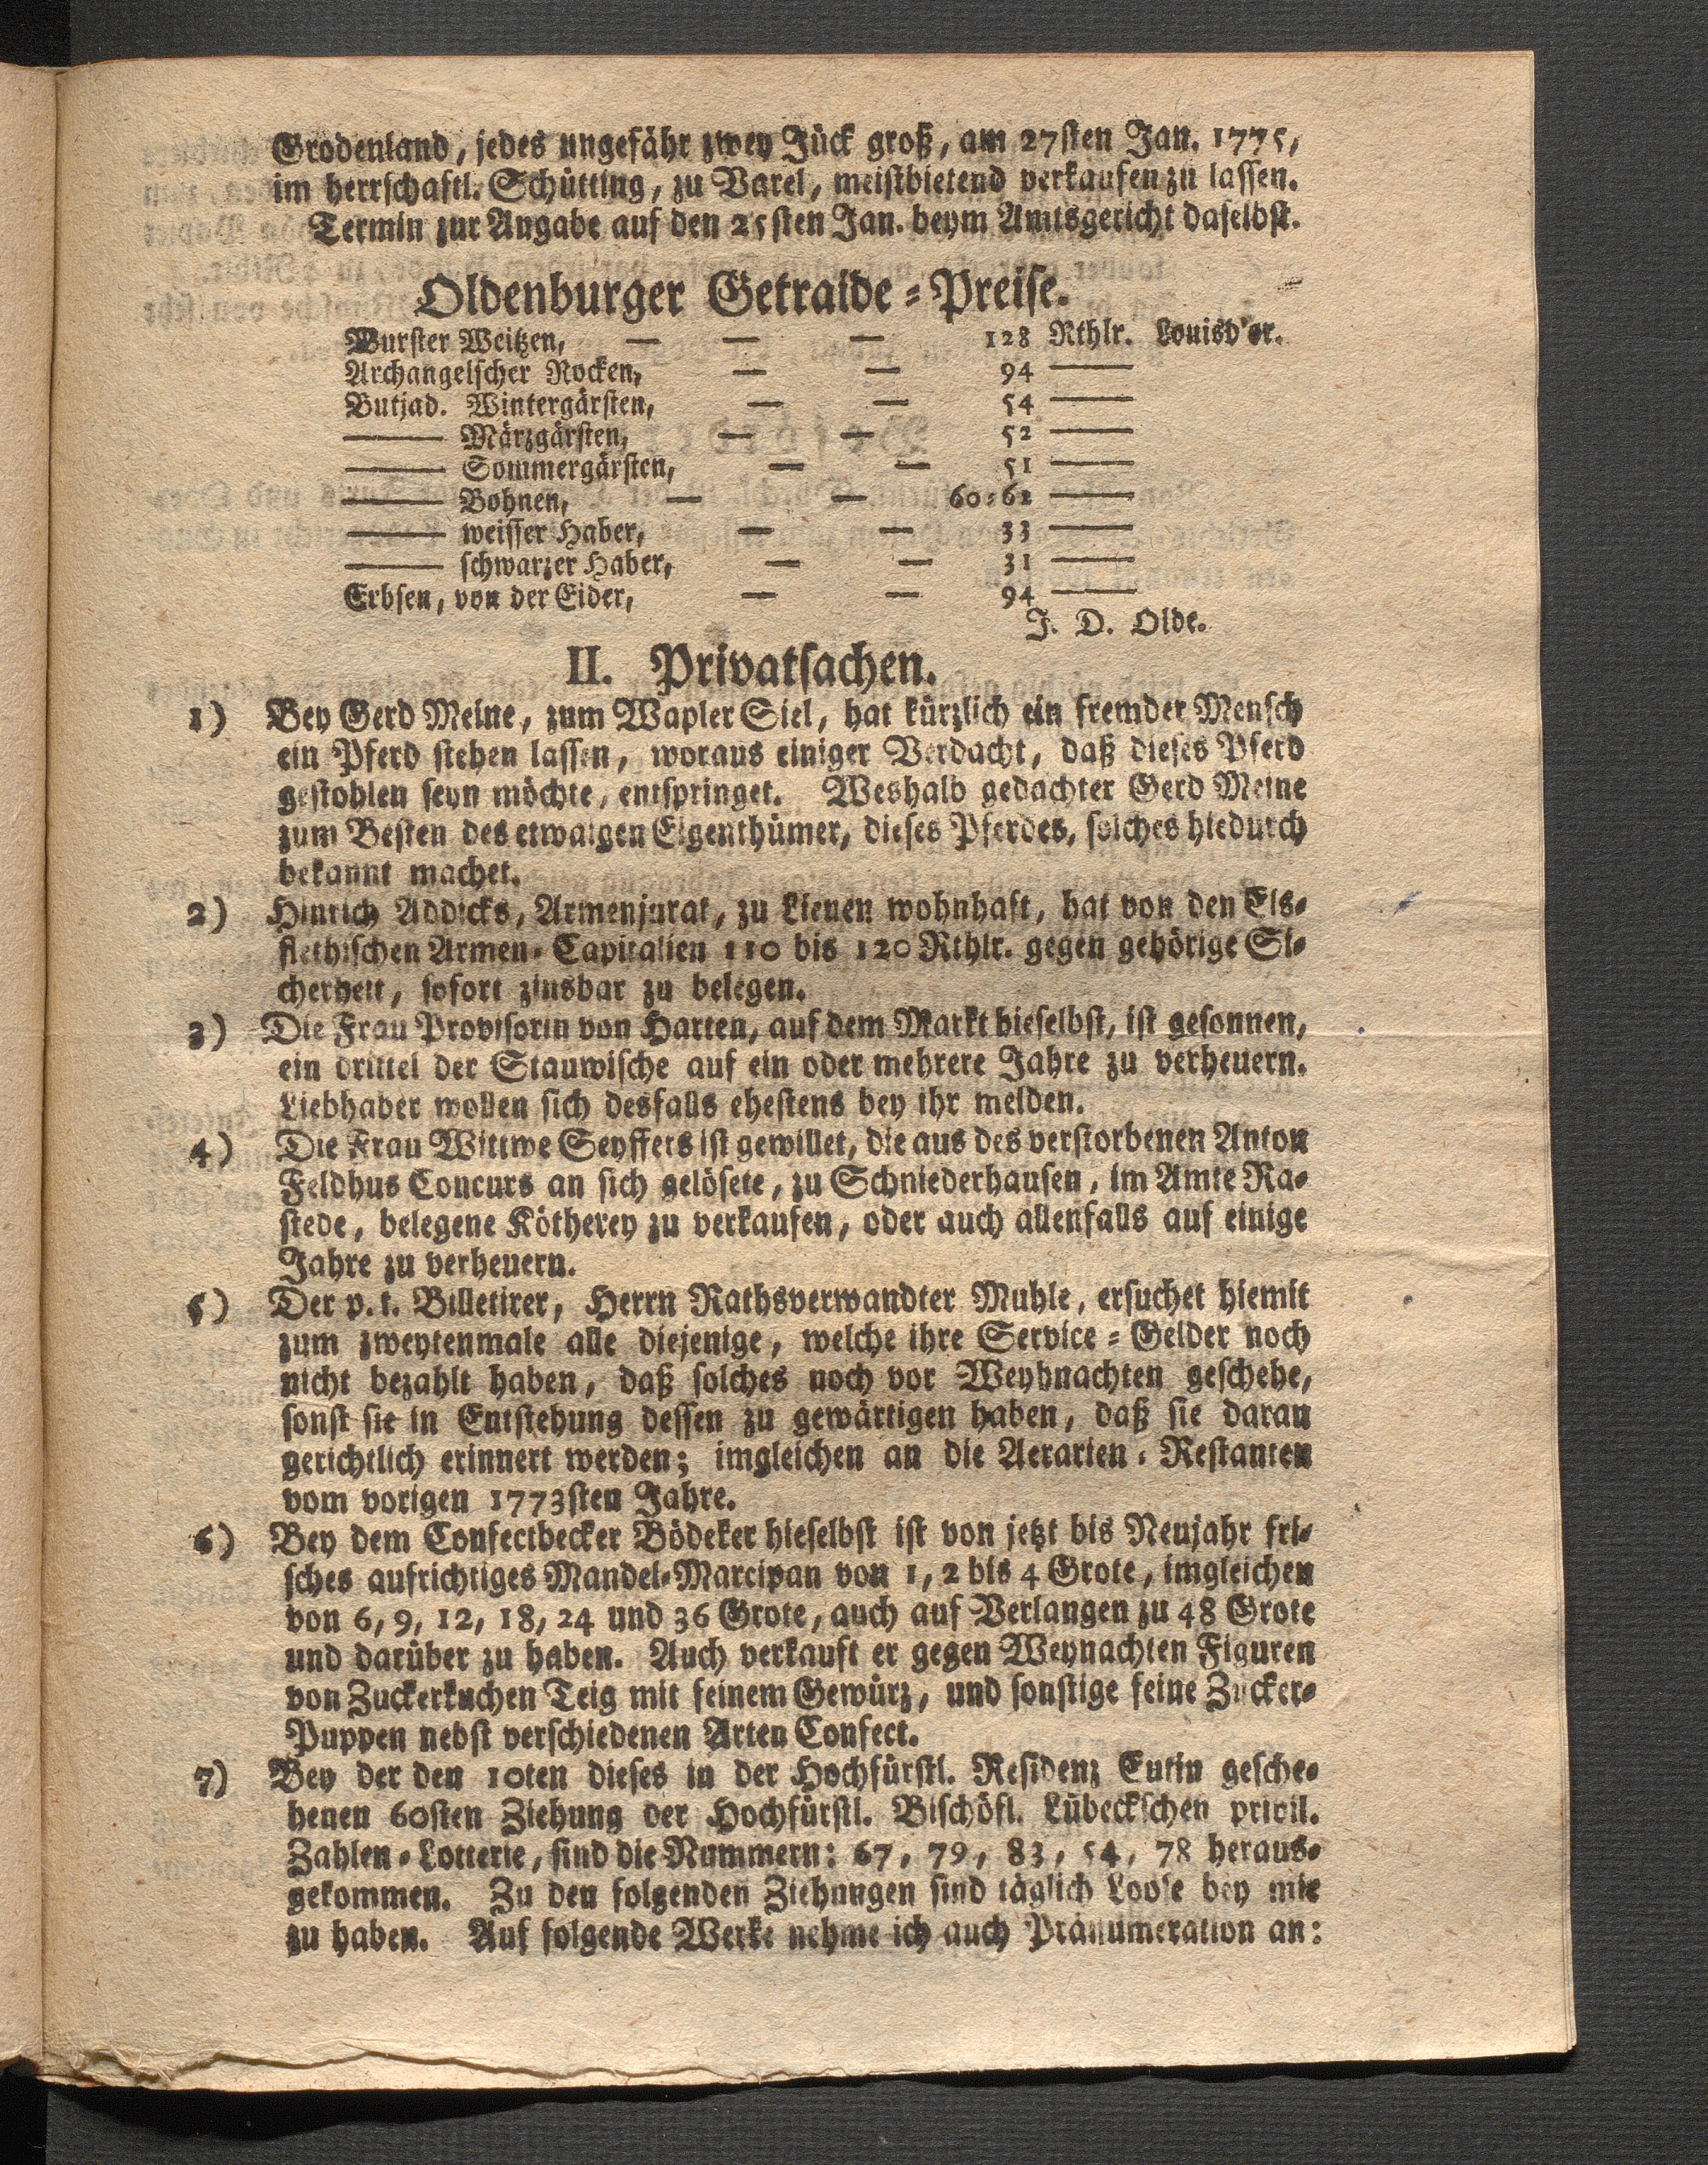 Grodenland, jedes ungefähr zwey Jück groß, am 27sten Jan. 1775,
im herrschaftl. Schütting, zu Varel, meistbietend verkaufen zu lassen.
Termin zur Angabe auf den 25sten Jan. beym Amtsgericht daselbst.
Oldenburger Getraide=Preise.
Wurster Weitzen, — — — 128 Rthlr. Louisd'or.
Archangelscher Rocken, — — 94 —
Butjad. Wintergärsten, — — 54 —
— Märzgärsten, — — 52 —
— Sommergärsten, — — 51 —
— Bohnen, — — 60=62 —
— weisser Haber, — — 33 —
— schwarzer Haber, — — 31 —
Erbsen, von der Eider, — — 94 —
J. D. Olde.
II. Privatsachen.
1) Bey Gerd Meine, zum Wapler Siel, hat kürzlich ein fremder Mensch
ein Pferd stehen lassen, woraus einiger Verdacht, daß dieses Pferd
gestohlen seyn möchte, entspringet. Weshalb gedachter Gerd Meine
zum Besten des etwaigen Eigenthümer, dieses Pferdes, solches hiedurch
bekannt machet.
2) Hinrich Addicks, Armenjurat, zu Lienen wohnhaft, hat von den Els=
flethischen Armen=Capitalien 110 bis 120 Rthlr. gegen gehörige Si=
cherheit, sofort zinsbar zu belegen.
3) Die Frau Provisorin von Harten, auf dem Markt hieselbst, ist gesonnen,
ein drittel der Stauwische auf ein oder mehrere Jahre zu verheuern.
Liebhaber wollen sich desfalls ehestens bey ihr melden.
4) Die Frau Wittwe Seyffers ist gewillet, die aus des verstorbenen Anton
Feldhus Concurs an sich gelösete, zu Schniederhausen, im Amte Ra=
stede, belegene Kötherey zu verkaufen, oder auch allenfalls auf einige
Jahre zu verheuern.
5) Der p. t. Billetirer, Herrn Rathsverwandter Muhle, ersuchet hiemit
zum zweytenmale alle diejenige, welche ihre Service=Gelder noch
nicht bezahlt haben, daß solches noch vor Weyhnachten geschehe,
sonst sie in Entstehung dessen zu gewärtigen haben, daß sie daran
gerichtlich erinnert werden; imgleichen an die Aerarien=Restanten
vom vorigen 1773sten Jahre.
6) Bey dem Confectbecker Bödeker hieselbst ist von jetzt bis Neujahr fri=
sches aufrichtiges Mandel=Marcipan von 1, 2 bis 4 Grote, imgleichen
von 6, 9, 12, 18, 24 und 36 Grote, auch auf Verlangen zu 48 Grote
und darüber zu haben. Auch verkauft er gegen Weynachten Figuren
von Zuckerkuchen Teig mit feinem Gewürz, und sonstige feine Zucker=
Puppen nebst verschiedenen Arten Confect.
7) Bey der den 10ten dieses in der Hochfürstl. Residenz Eutin gesche=
henen 60sten Ziehung der Hochfürstl. Bischöfl. Lübeckschen privil.
Zahlen=Lotterie, sind die Nummern: 67, 79, 83, 54, 78 heraus=
gekommen. Zu den folgenden Ziehungen sind täglich Loose bey mir
zu haben. Auf folgende Werke nehme ich auch Pränumeration an: